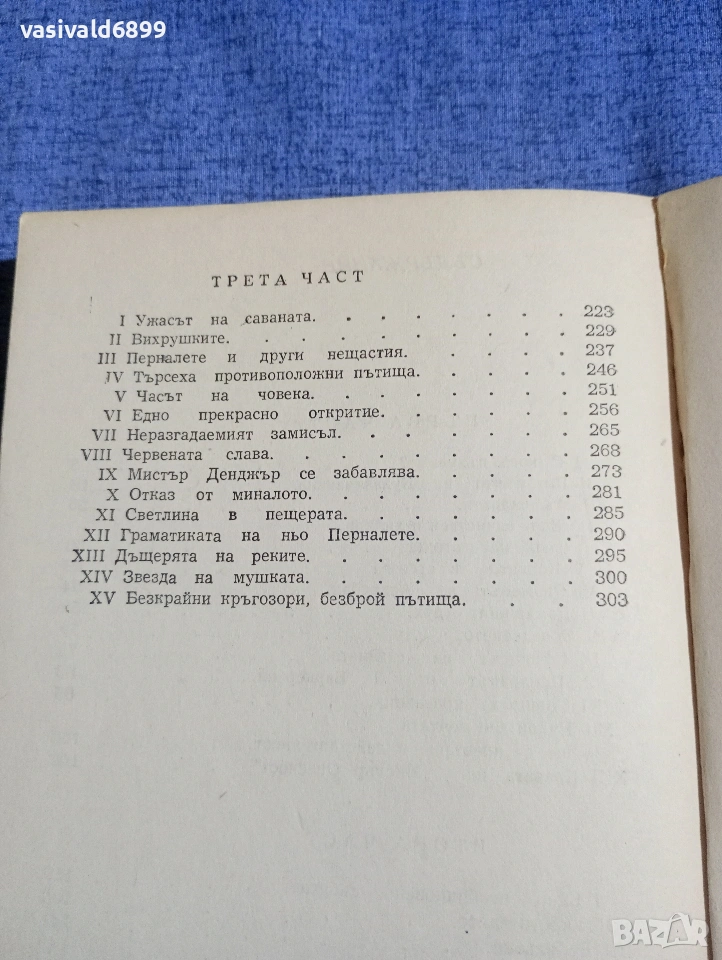 vasivald6899
ТРЕТА ЧАСТ
I Ужасът на саваната. . . . . . . . 223
II Вихрушките. . . . . . . . . 229
III Перналете и други нещастия. . . . . 237
IV Търсеха противоположни пътища. . . . . 246
V Часът на човека. . . . . . . . 251
VI Едно прекрасно откритие. . . . . . 256
VII Неразгадаемият замисъл. . . . . . . 265
VIII Червената слава. . . . . . . . 268
IX Мистър Денджър се забавлява. . . . . 273
X Отказ от миналото. . . . . . . . 281
XI Светлина в пещерата. . . . . . . 285
XII Граматиката на ньо Перналете. . . . . 290
XIII Дъщерята на реките. . . . . . . . 295
XIV Звезда на мушката. . . . . . . . 300
XV Безкрайни кръгозори, безброй пътища. . . . 303
BAZAR